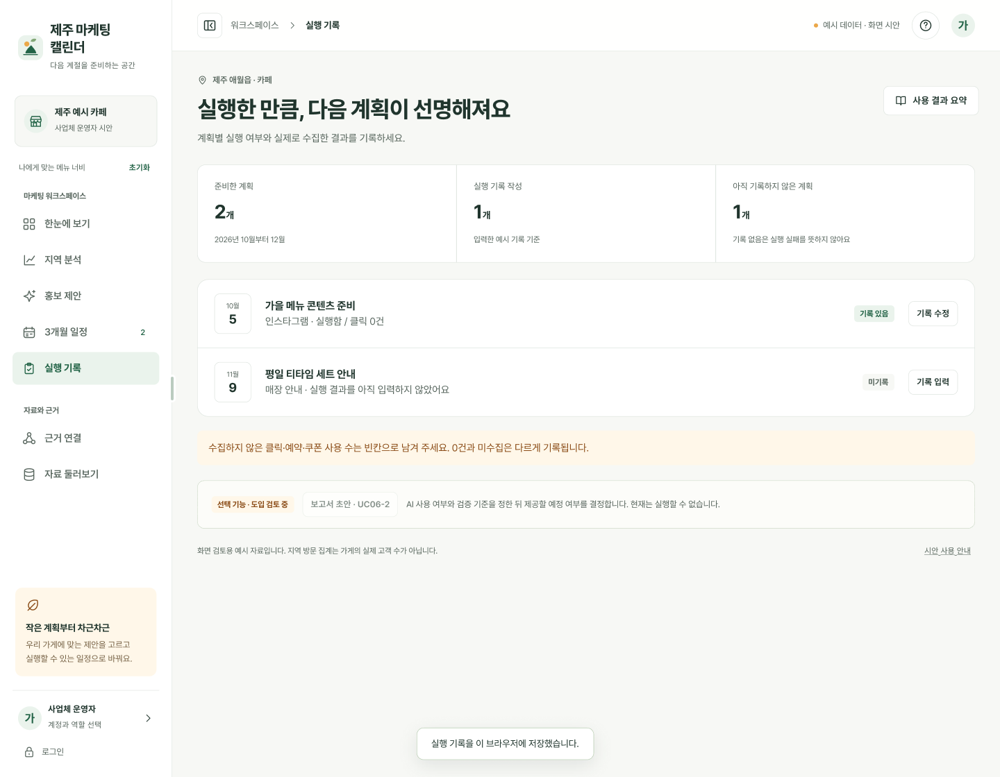 제주 마케팅
캘린더
다음 계절을 준비하는 공간
제주 예시 카페
사업체 운영자 시안
나에게 맞는 메뉴 너비
초기화
마케팅 워크스페이스
한눈에 보기
지역 분석
홍보 제안
3개월 일정
2
실행 기록
자료와 근거
근거 연결
자료 둘러보기
작은 계획부터 차근차근
우리 가게에 맞는 제안을 고르고
실행할 수 있는 일정으로 바꿔요.
가
사업체 운영자
계정과 역할 선택
로그인
워크스페이스
실행 기록
예시 데이터 · 화면 시안
가
제주 애월읍 · 카페
실행한 만큼, 다음 계획이 선명해져요
계획별 실행 여부와 실제로 수집한 결과를 기록하세요.
사용 결과 요약
준비한 계획
2개
2026년 10월부터 12월
실행 기록 작성
1개
입력한 예시 기록 기준
아직 기록하지 않은 계획
1개
기록 없음은 실행 실패를 뜻하지 않아요
10월
5
가을 메뉴 콘텐츠 준비
인스타그램 · 실행함 / 클릭 0건
기록 있음
기록 수정
11월
9
평일 티타임 세트 안내
매장 안내 · 실행 결과를 아직 입력하지 않았어요
미기록
기록 입력
수집하지 않은 클릭·예약·쿠폰 사용 수는 빈칸으로 남겨 주세요. 0건과 미수집은 다르게 기록됩니다.
선택 기능 · 도입 검토 중
보고서 초안 · UC06-2
AI 사용 여부와 검증 기준을 정한 뒤 제공할 예정 여부를 결정합니다. 현재는 실행할 수 없습니다.
화면 검토용 예시 자료입니다. 지역 방문 집계는 가게의 실제 고객 수가 아닙니다.
시안 사용 안내
실행 기록을 이 브라우저에 저장했습니다.